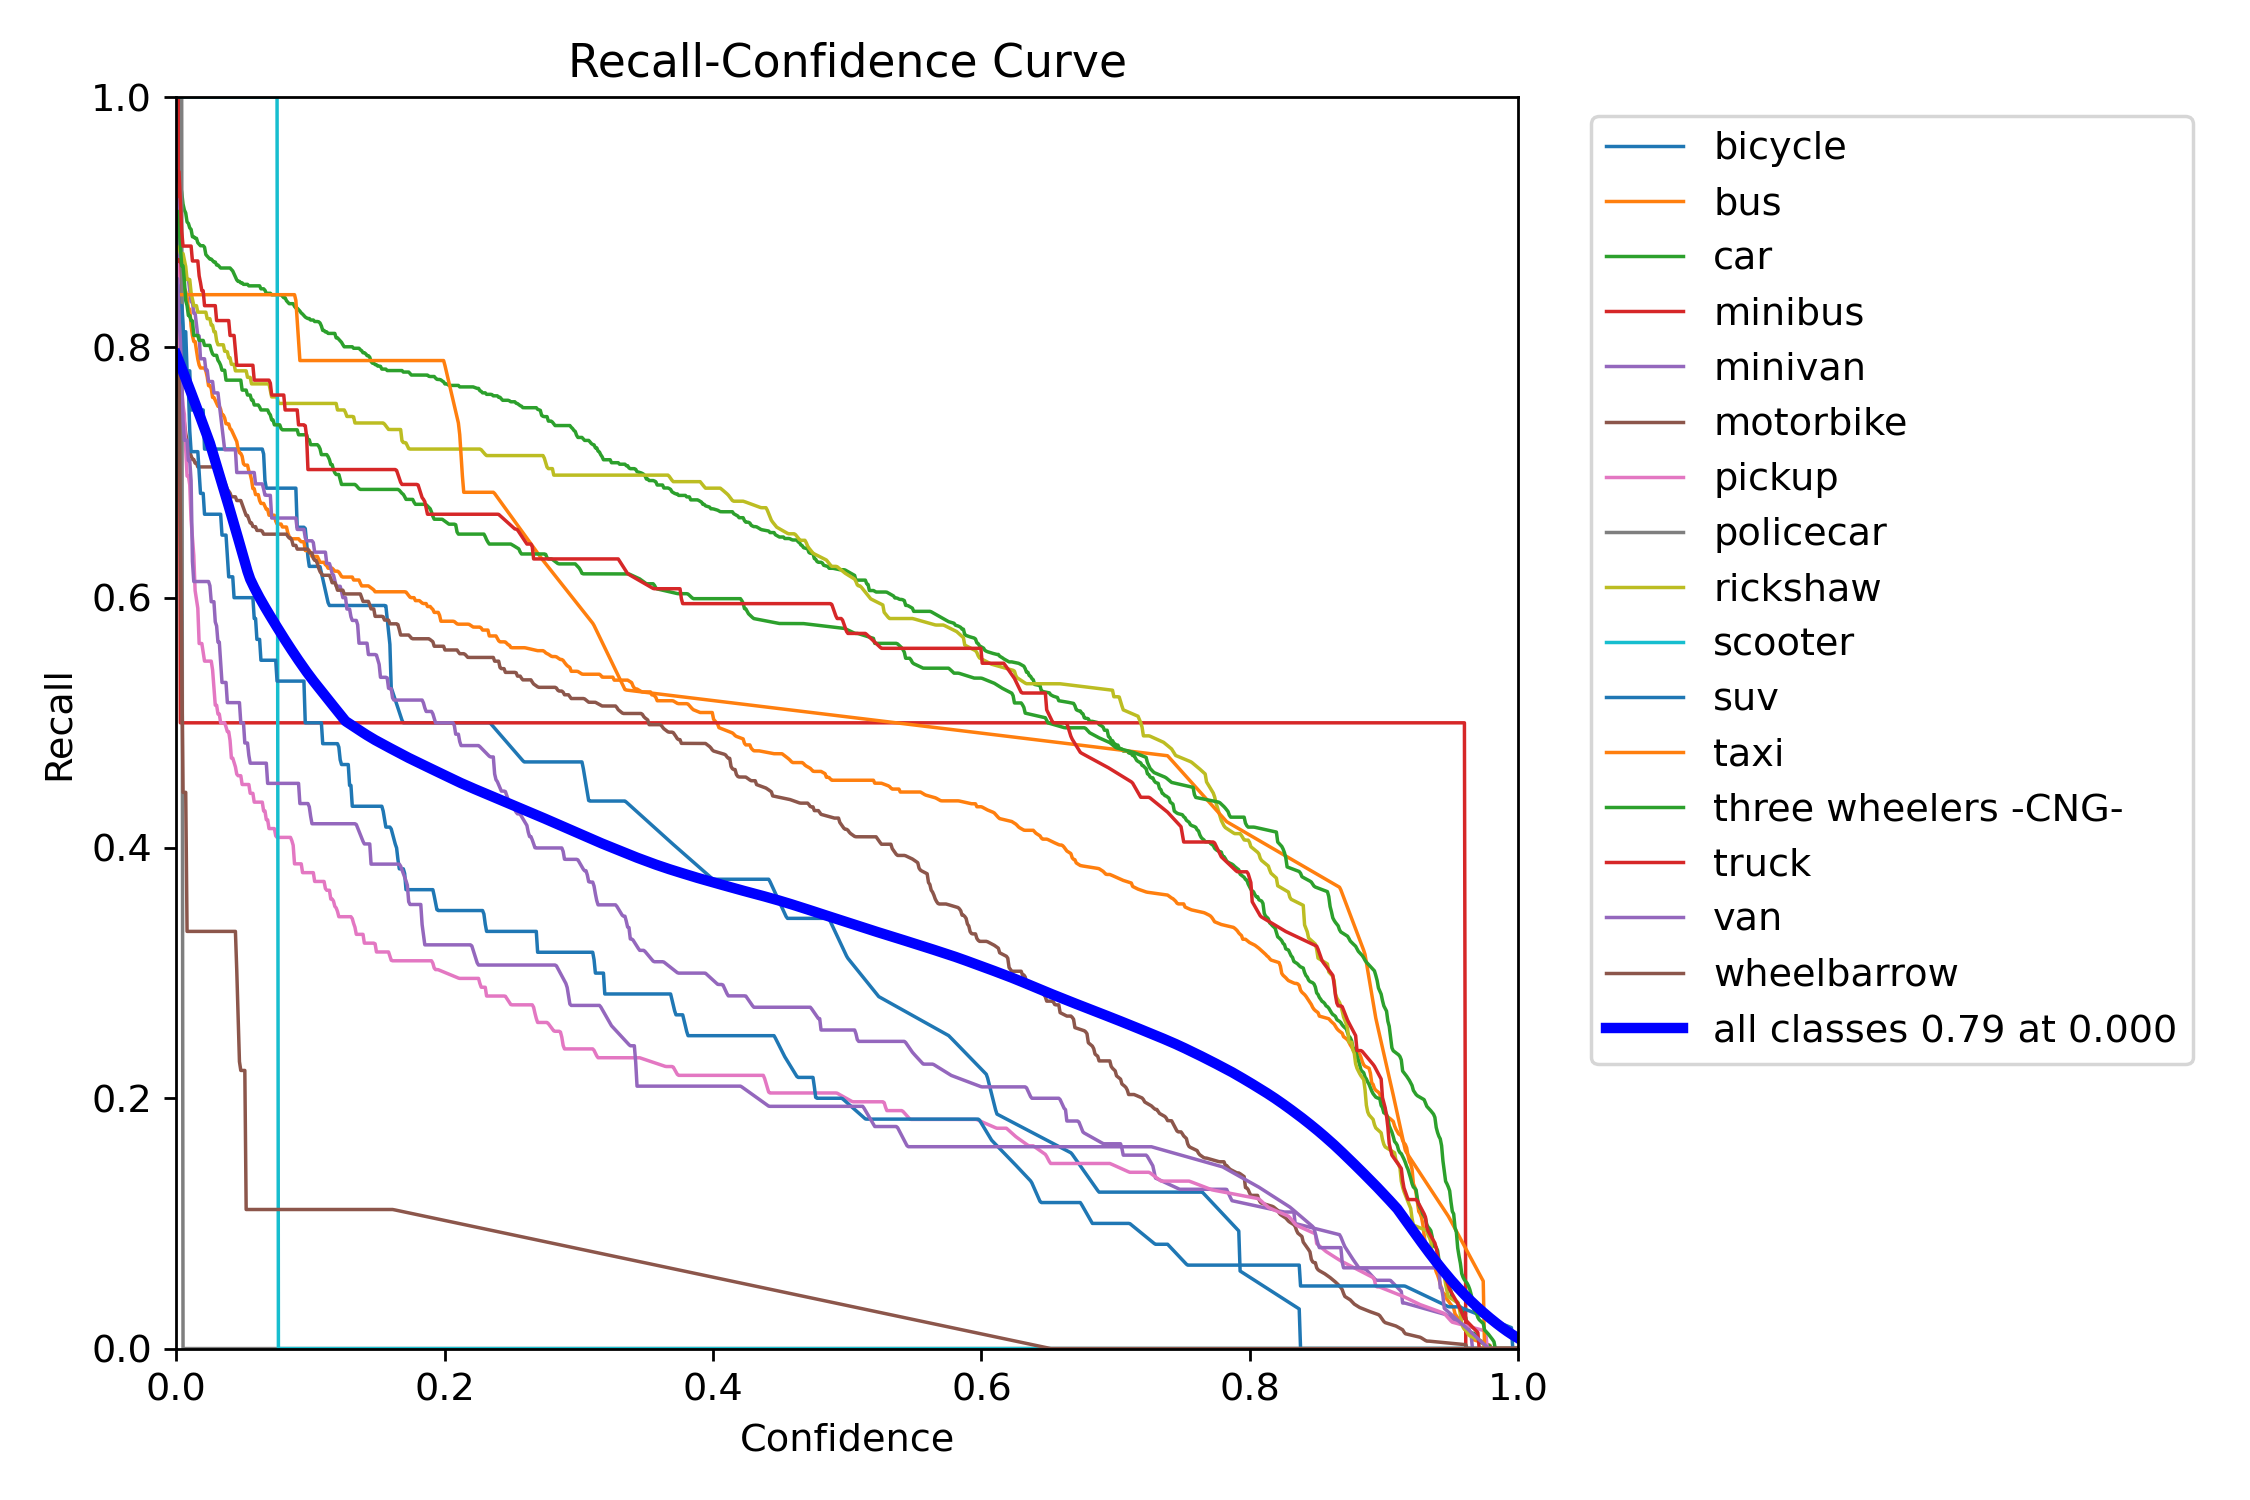 Recall-Confidence Curve
1.0
0.8
0.6
0.4
0.2
0.0
Recall
0.0 0.2 0.4 0.6 0.8 1.0
Confidence
bicycle
bus
car
minibus
minivan
motorbike
pickup
policecar
rickshaw
scooter
suv
taxi
three wheelers -CNG-
truck
van
wheelbarrow
all classes 0.79 at 0.000